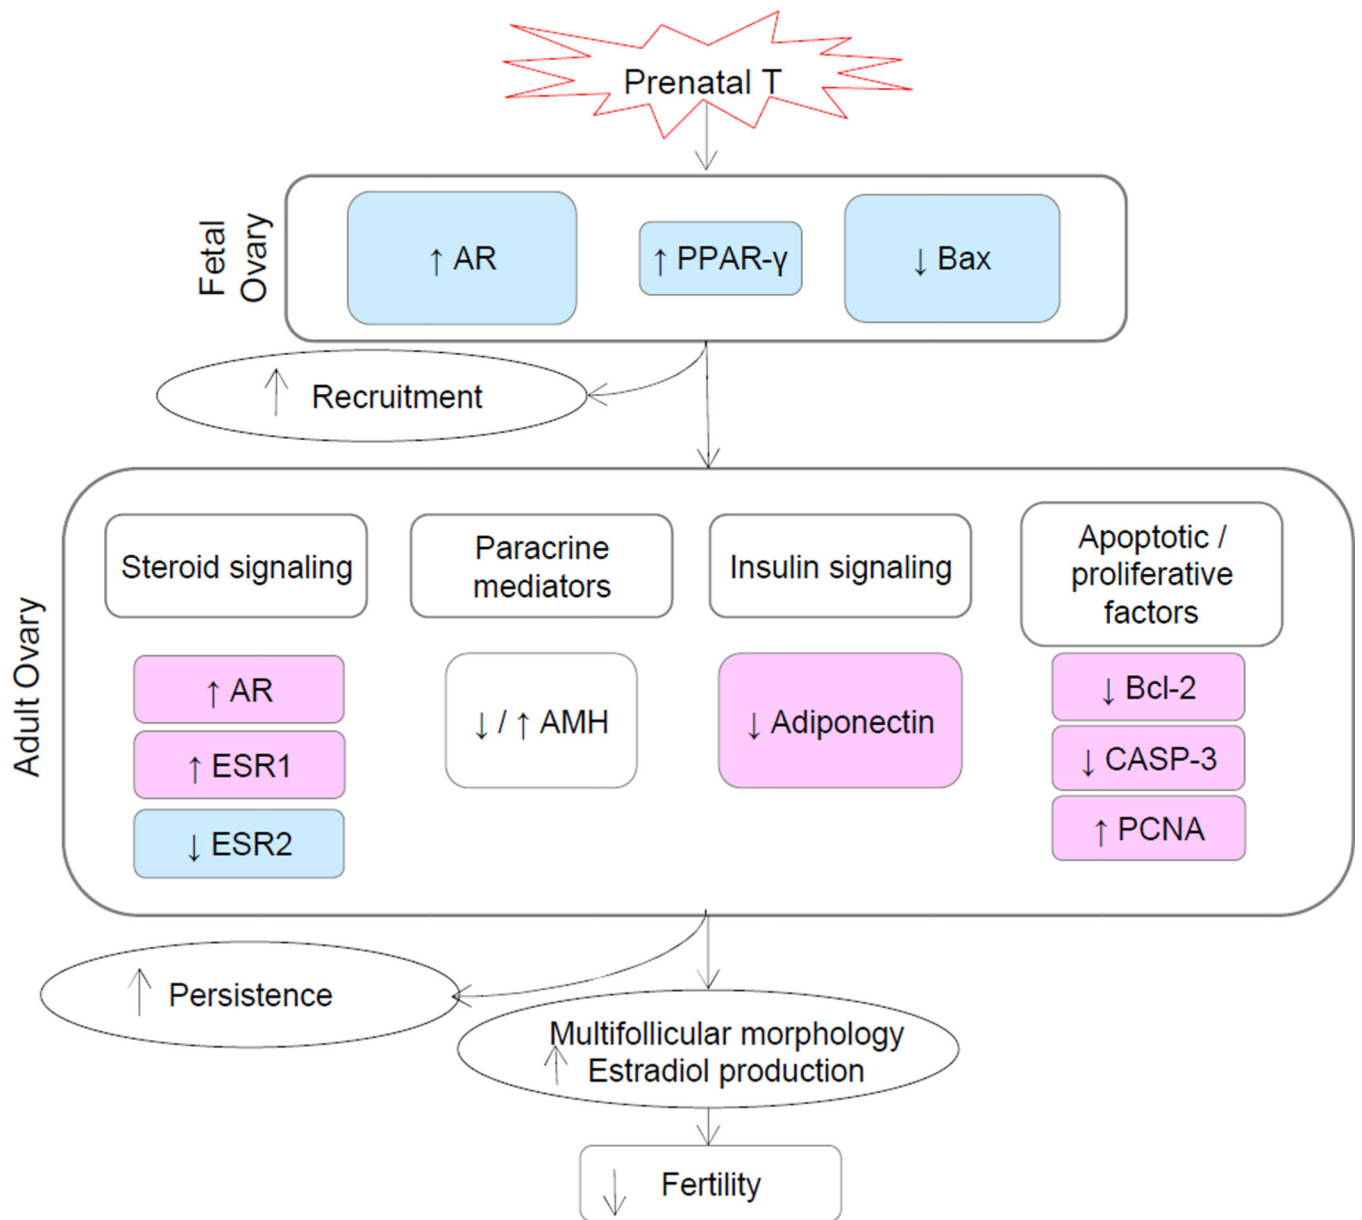 Prenatal T
Fetal
Ovary
↑ AR
↑ PPAR-γ
↓ Bax
↑ Recruitment
Adult Ovary
Steroid signaling
Paracrine
mediators
Insulin signaling
Apoptotic /
proliferative
factors
↑ AR
↑ ESR1
↓ ESR2
↓ / ↑ AMH
↓ Adiponectin
↓ Bcl-2
↓ CASP-3
↑ PCNA
↑ Persistence
Multifollicular morphology
↑ Estradiol production
↓ Fertility